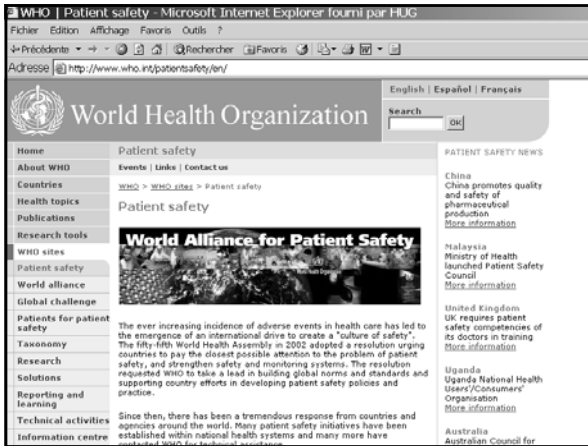 WHO | Patient safety - Microsoft Internet Explorer fourni par HUG
Fichier Edition Affichage Favoris Outils ?
Précédente Rechercher Favoris
Adresse http://www.who.int/patientsafety/en/
English | Español | Français
World Health Organization
Search
OK
Home
About WHO
Countries
Health topics
Publications
Research tools
WHO sites
Patient safety
World alliance
Global challenge
Patients for patient
safety
Taxonomy
Research
Solutions
Reporting and
learning
Technical activities
Information centre
Patient safety
Events | Links | Contact us
WHO > WHO sites > Patient safety
Patient safety
World Alliance for Patient Safety
The ever increasing incidence of adverse events in health care has led to
the emergence of an international drive to create a "culture of safety".
The fifty-fifth World Health Assembly in 2002 adopted a resolution urging
countries to pay the closest possible attention to the problem of patient
safety, and strengthen safety and monitoring systems. The resolution
requested WHO to take a lead in building global norms and standards and
supporting country efforts in developing patient safety policies and
practice.
Since then, there has been a tremendous response from countries and
agencies around the world. Many patient safety initiatives have been
established within national health systems and many more have
contacted WHO for technical assistance.
PATIENT SAFETY NEWS
China
China promotes quality
and safety of
pharmaceutical
production
More information
Malaysia
Ministry of Health
launched Patient Safety
Council
More information
United Kingdom
UK requires patient
safety competencies of
its doctors in training
More information
Uganda
Uganda National Health
Users'/Consumers'
Organisation
More information
Australia
Australian Council for